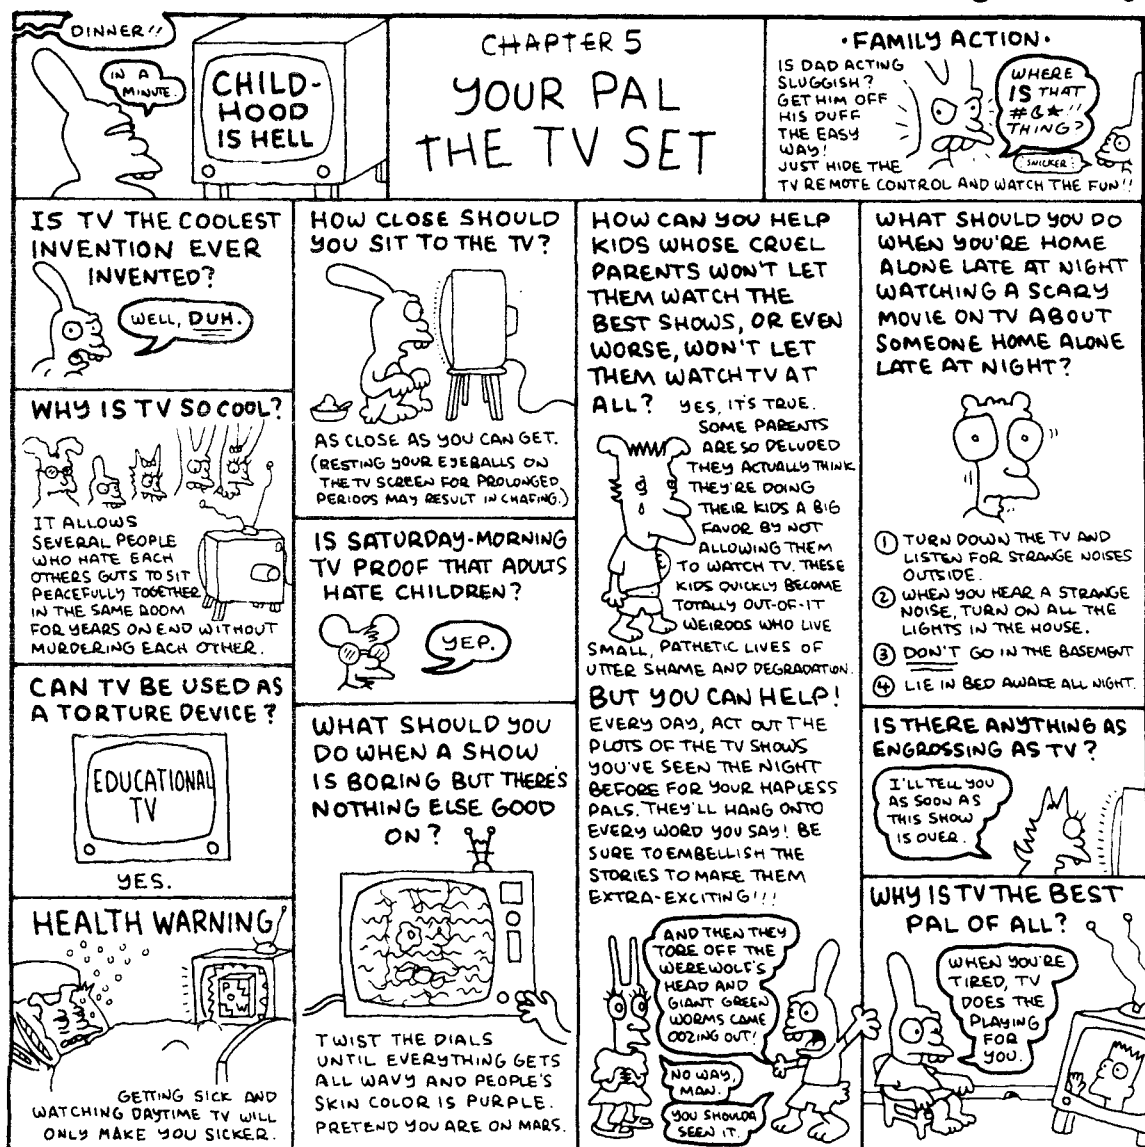 DINNER!!
IN A
MINUTE.
CHILD-
HOOD
IS HELL
CHAPTER 5
YOUR PAL
THE TV SET
·FAMILY ACTION·
IS DAD ACTING
SLUGGISH?
GET HIM OFF
HIS DUFF
THE EASY
WAY!
JUST HIDE THE
TV REMOTE CONTROL AND WATCH THE FUN!!
WHERE
IS THAT
#&*!!
THING?
SNICKER
IS TV THE COOLEST
INVENTION EVER
INVENTED?
WELL, DUH.
WHY IS TV SO COOL?
IT ALLOWS
SEVERAL PEOPLE
WHO HATE EACH
OTHERS GUTS TO SIT
PEACEFULLY TOGETHER
IN THE SAME ROOM
FOR YEARS ON END WITHOUT
MURDERING EACH OTHER.
CAN TV BE USED AS
A TORTURE DEVICE?
EDUCATIONAL
TV
YES.
HEALTH WARNING!
POW
GETTING SICK AND
WATCHING DAYTIME TV WILL
ONLY MAKE YOU SICKER.
HOW CLOSE SHOULD
YOU SIT TO THE TV?
AS CLOSE AS YOU CAN GET.
(RESTING YOUR EYEBALLS ON
THE TV SCREEN FOR PROLONGED
PERIODS MAY RESULT IN CHAFING.)
IS SATURDAY-MORNING
TV PROOF THAT ADULTS
HATE CHILDREN?
YEP.
WHAT SHOULD YOU
DO WHEN A SHOW
IS BORING BUT THERE'S
NOTHING ELSE GOOD
ON?
TWIST THE DIALS
UNTIL EVERYTHING GETS
ALL WAVY AND PEOPLE'S
SKIN COLOR IS PURPLE.
PRETEND YOU ARE ON MARS.
HOW CAN YOU HELP
KIDS WHOSE CRUEL
PARENTS WON'T LET
THEM WATCH THE
BEST SHOWS, OR EVEN
WORSE, WON'T LET
THEM WATCH TV AT
ALL? YES, IT'S TRUE.
SOME PARENTS
ARE SO DELUDED
THEY ACTUALLY THINK
THEY'RE DOING
THEIR KIDS A BIG
FAVOR BY NOT
ALLOWING THEM
TO WATCH TV. THESE
KIDS QUICKLY BECOME
TOTALLY OUT-OF-IT
WEIRDOS WHO LIVE
SMALL, PATHETIC LIVES OF
UTTER SHAME AND DEGRADATION.
BUT YOU CAN HELP!
EVERY DAY, ACT OUT THE
PLOTS OF THE TV SHOWS
YOU'VE SEEN THE NIGHT
BEFORE FOR YOUR HAPLESS
PALS. THEY'LL HANG ONTO
EVERY WORD YOU SAY! BE
SURE TO EMBELLISH THE
STORIES TO MAKE THEM
EXTRA-EXCITING!!!
AND THEN THEY
TORE OFF THE
WEREWOLF'S
HEAD AND
GIANT GREEN
WORMS CAME
OOZING OUT!
NO WAY,
MAN.
YOU SHOULDA
SEEN IT.
WHAT SHOULD YOU DO
WHEN YOU'RE HOME
ALONE LATE AT NIGHT
WATCHING A SCARY
MOVIE ON TV ABOUT
SOMEONE HOME ALONE
LATE AT NIGHT?
① TURN DOWN THE TV AND
LISTEN FOR STRANGE NOISES
OUTSIDE.
② WHEN YOU HEAR A STRANGE
NOISE, TURN ON ALL THE
LIGHTS IN THE HOUSE.
③ DON'T GO IN THE BASEMENT
④ LIE IN BED AWAKE ALL NIGHT.
IS THERE ANYTHING AS
ENGROSSING AS TV?
I'LL TELL YOU
AS SOON AS
THIS SHOW
IS OVER.
WHY IS TV THE BEST
PAL OF ALL?
WHEN YOU'RE
TIRED, TV
DOES THE
PLAYING
FOR
YOU.